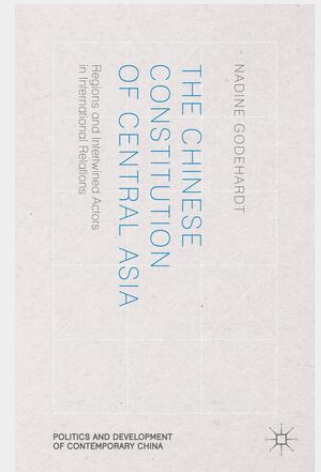 NADINE GODEHARDT
THE CHINESE
CONSTITUTION
OF CENTRAL ASIA
Regions and Intertwined Actors
in International Relations
POLITICS AND DEVELOPMENT
OF CONTEMPORARY CHINA